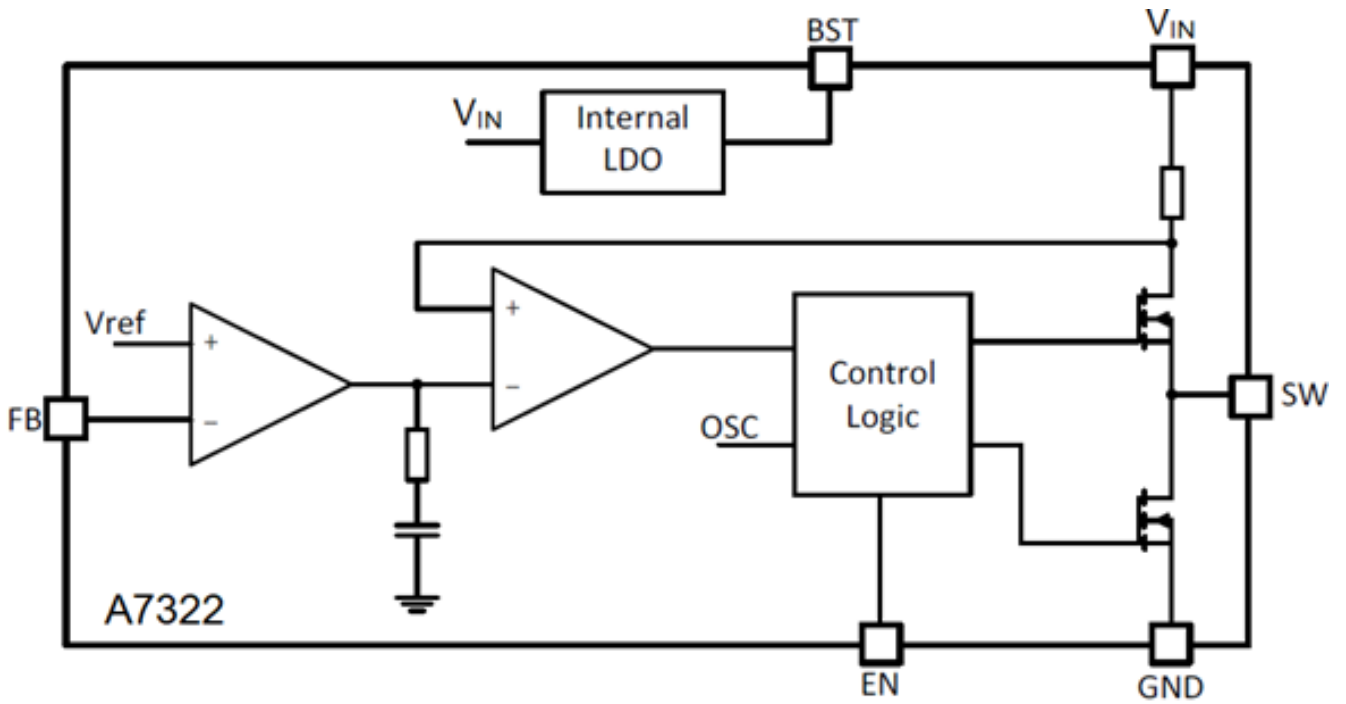 BST
VIN
VIN
Internal
LDO
Vref
+
−
+
−
FB
SW
Control
Logic
OSC
A7322
EN
GND